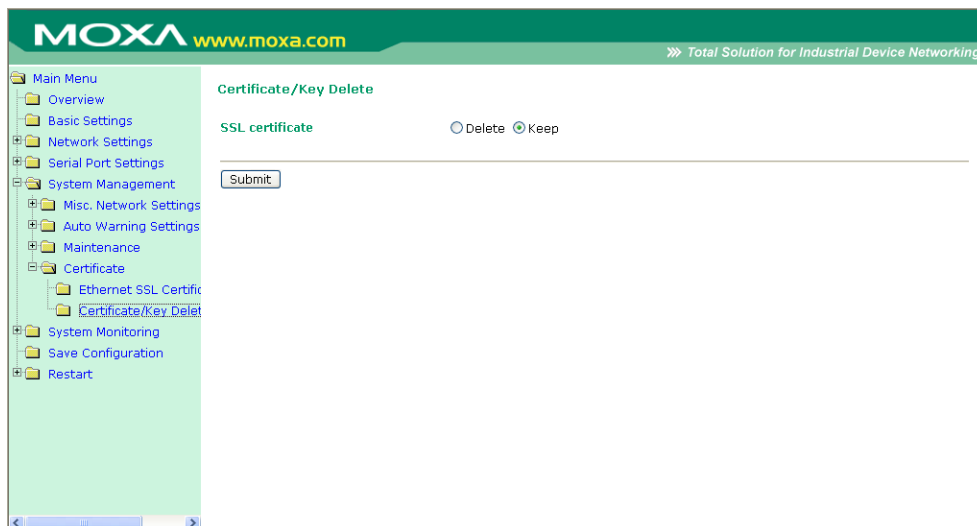 MOXA www.moxa.com
Total Solution for Industrial Device Networking
Main Menu
Overview
Basic Settings
Network Settings
Serial Port Settings
System Management
Misc. Network Settings
Auto Warning Settings
Maintenance
Certificate
Ethernet SSL Certific
Certificate/Key Delet
System Monitoring
Save Configuration
Restart
Certificate/Key Delete
SSL certificate Delete Keep
Submit